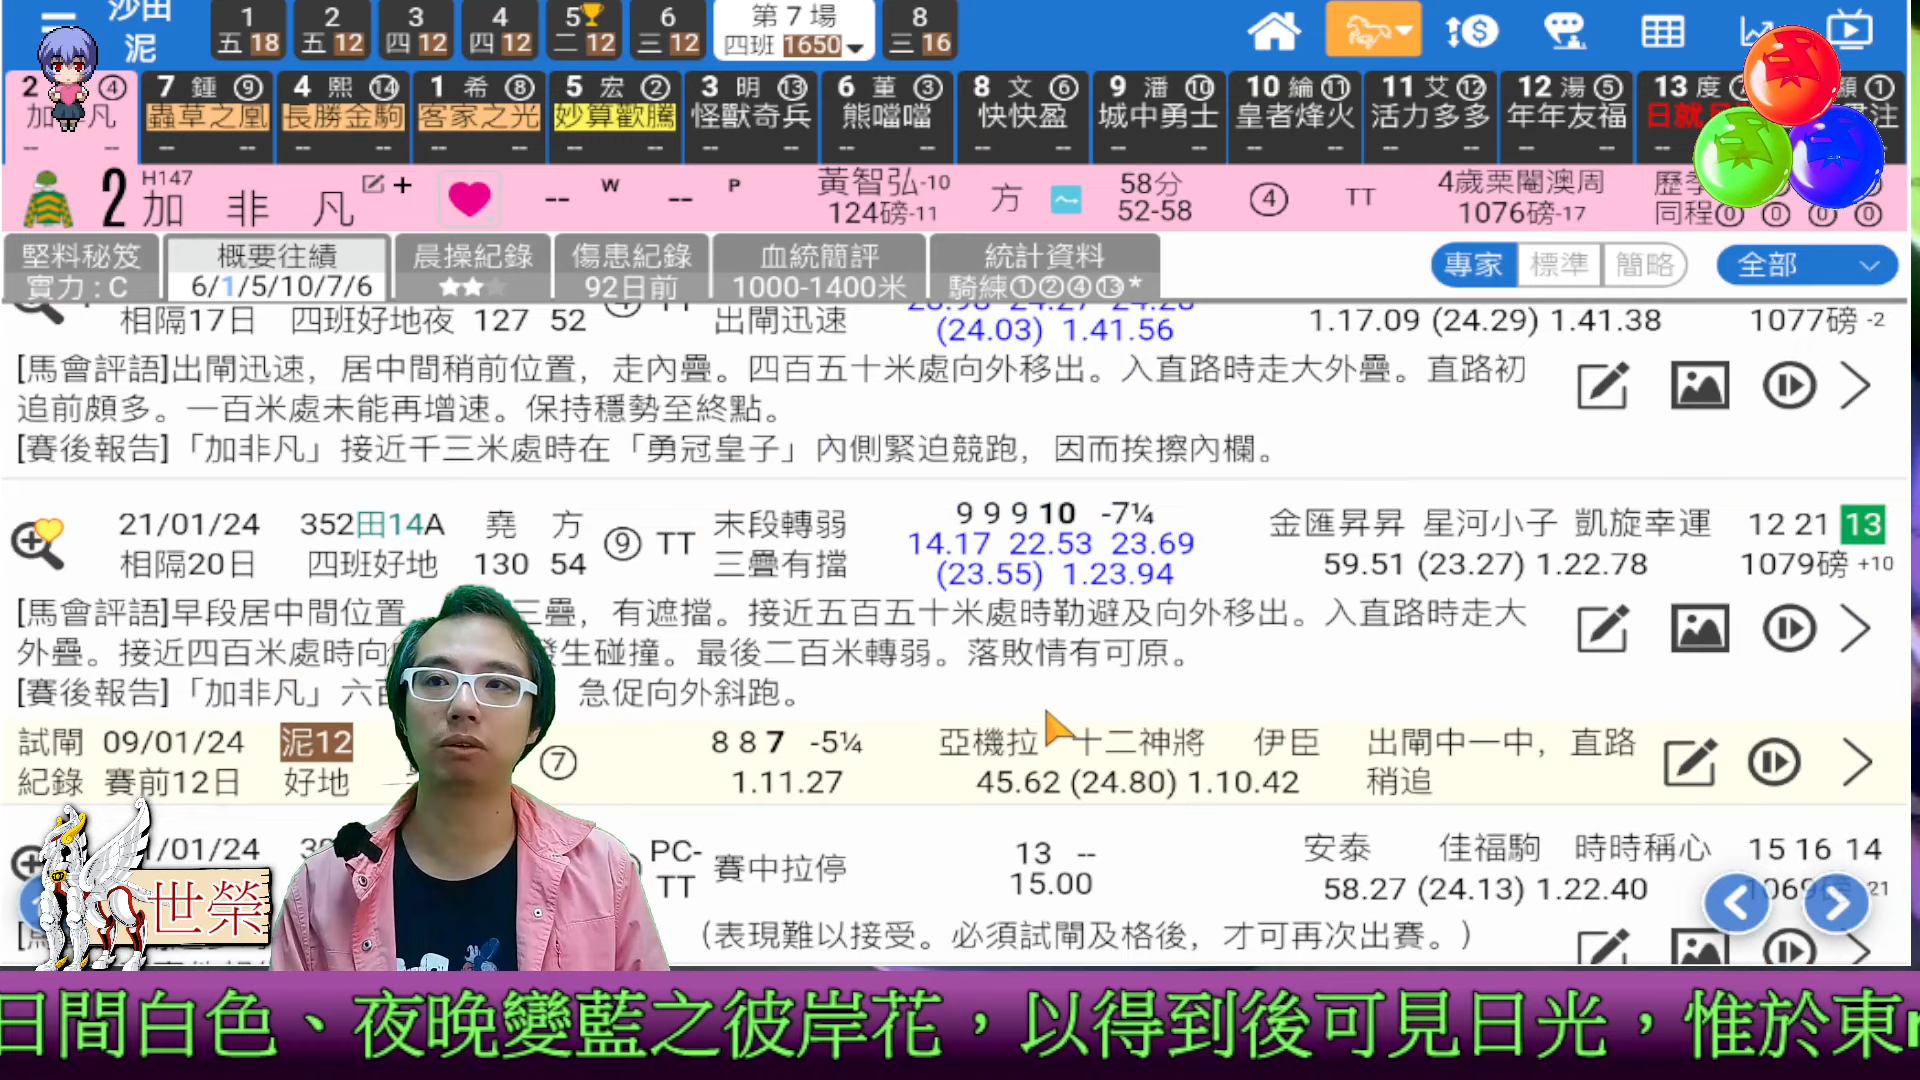 沙田
泥
1
五 18
2
五 12
3
四 12
4
四 12
5
二 12
6
三 12
第 7 場
四班 1650
8
三 16
2 ④
加 凡
-- --
7 鍾 ⑨
蟲草之凰
-- --
4 熙 ⑭
長勝金駒
-- --
1 希 ⑧
客家之光
-- --
5 宏 ②
妙算歡騰
-- --
3 明 ⑬
怪獸奇兵
-- --
6 董 ③
熊噹噹
-- --
8 文 ⑥
快快盈
-- --
9 潘 ⑩
城中勇士
-- --
10 綸 ⑪
皇者烽火
-- --
11 艾 ⑫
活力多多
-- --
12 湯 ⑤
年年友福
-- --
13 度
日就
--
①
注
2 H147
加 非 凡
-- W -- P
黃智弘-10
124磅-11
方
58分
52-58
④
TT
4歲栗閹澳周
1076磅-17
歷季
同程⓪ ⓪ ⓪ ⓪
堅料秘笈
實力 : C
概要往績
6/1/5/10/7/6
晨操紀錄
★★★
傷患紀錄
92日前
血統簡評
1000-1400米
統計資料
騎練①②④⑬*
專家 標準 簡略
全部
相隔17日 四班好地夜 127 52 出閘迅速 (24.03) 1.41.56 1.17.09 (24.29) 1.41.38 1077磅 -2
[馬會評語]出閘迅速，居中間稍前位置，走內疊。四百五十米處向外移出。入直路時走大外疊。直路初
追前頗多。一百米處未能再增速。保持穩勢至終點。
[賽後報告]「加非凡」接近千三米處時在「勇冠皇子」內側緊迫競跑，因而挨擦內欄。
21/01/24 352田14A 堯 方 ⑨ TT 末段轉弱 9 9 9 10 -7¼ 金匯昇昇 星河小子 凱旋幸運 12 21 13
14.17 22.53 23.69
相隔20日 四班好地 130 54 三疊有擋 (23.55) 1.23.94 59.51 (23.27) 1.22.78 1079磅 +10
[馬會評語]早段居中間位置 三疊，有遮擋。接近五百五十米處時勒避及向外移出。入直路時走大
外疊。接近四百米處時向 發生碰撞。最後二百米轉弱。落敗情有可原。
[賽後報告]「加非凡」六 急促向外斜跑。
試閘 09/01/24 泥12 ⑦ 8 8 7 -5¼ 亞機拉 十二神將 伊臣 出閘中一中，直路
紀錄 賽前12日 好地 1.11.27 45.62 (24.80) 1.10.42 稍追
/01/24 PC-TT 賽中拉停 13 -- 安泰 佳福駒 時時稱心 15 16 14
15.00 58.27 (24.13) 1.22.40 1069 21
（表現難以接受。必須試閘及格後，才可再次出賽。）
世榮
日間白色、夜晚變藍之彼岸花，以得到後可見日光，惟於東